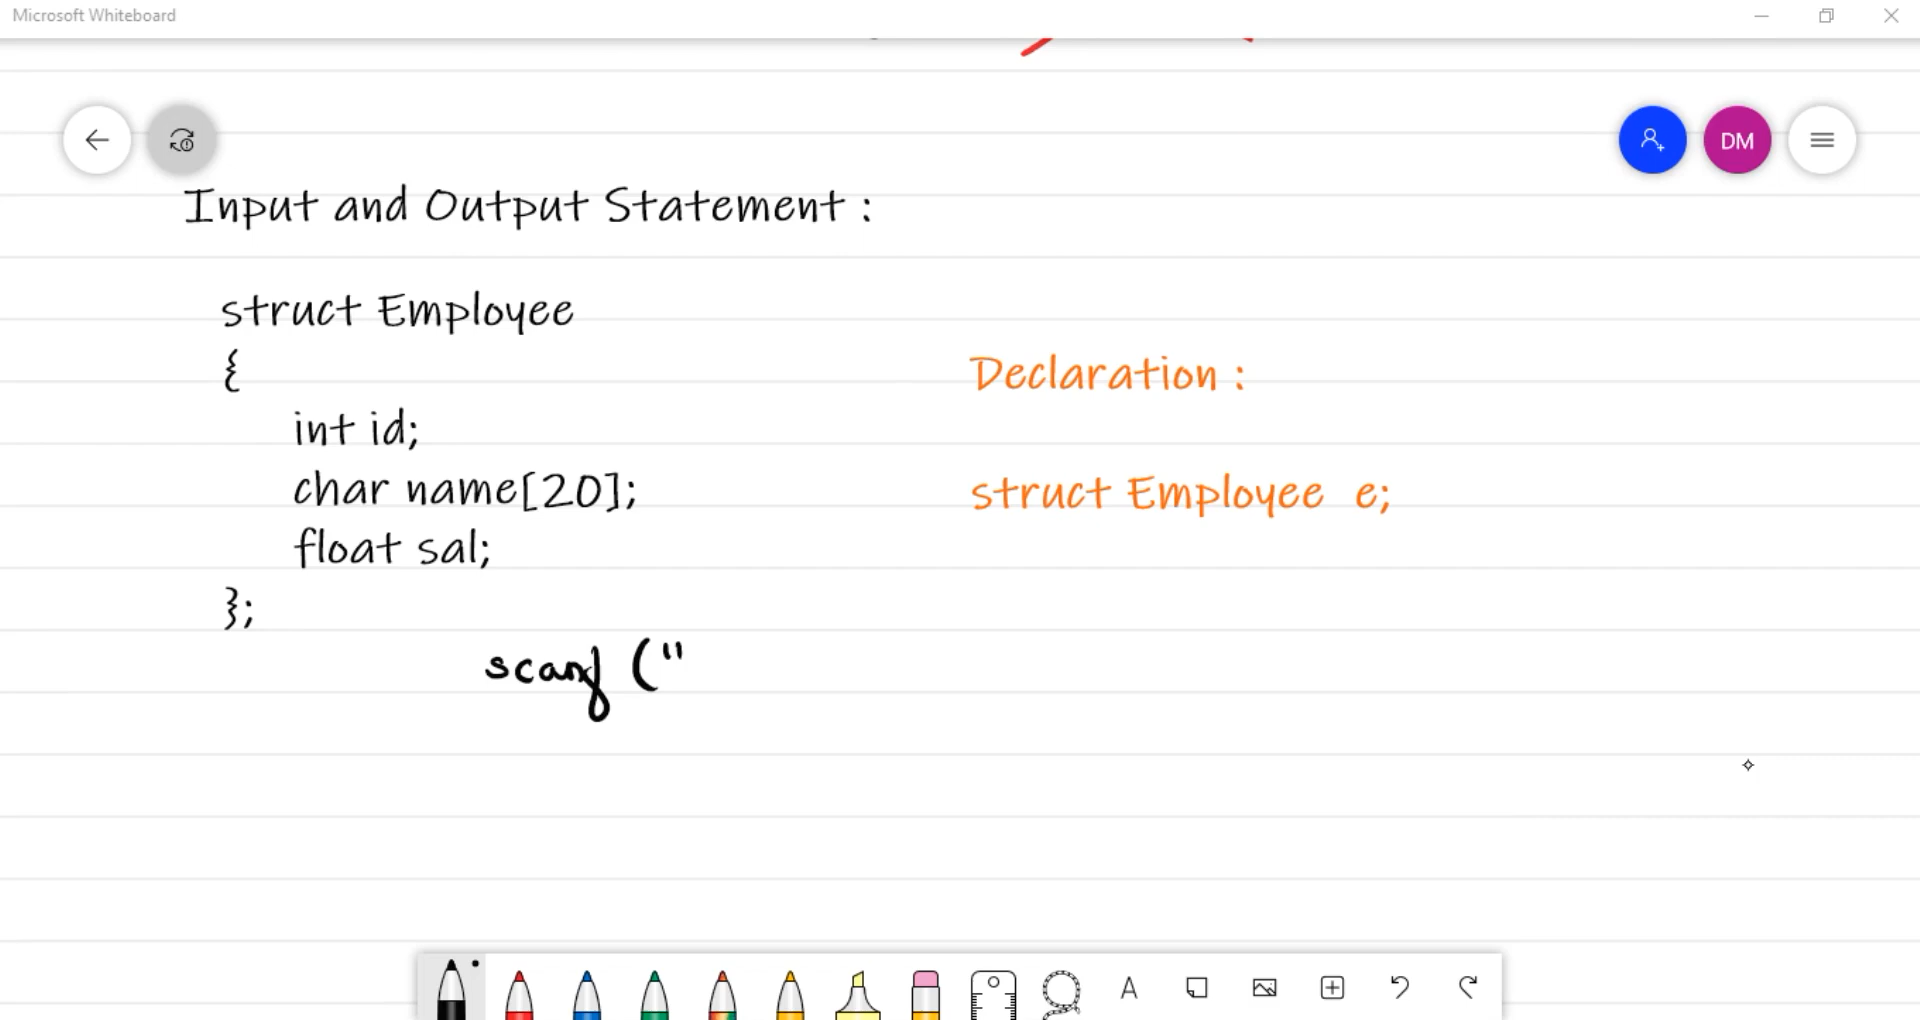 Microsoft Whiteboard
DM
Input and Output Statement :
struct Employee
{
Declaration :
int id;
char name[20];
struct Employee e;
float sal;
};
scanf ("
A